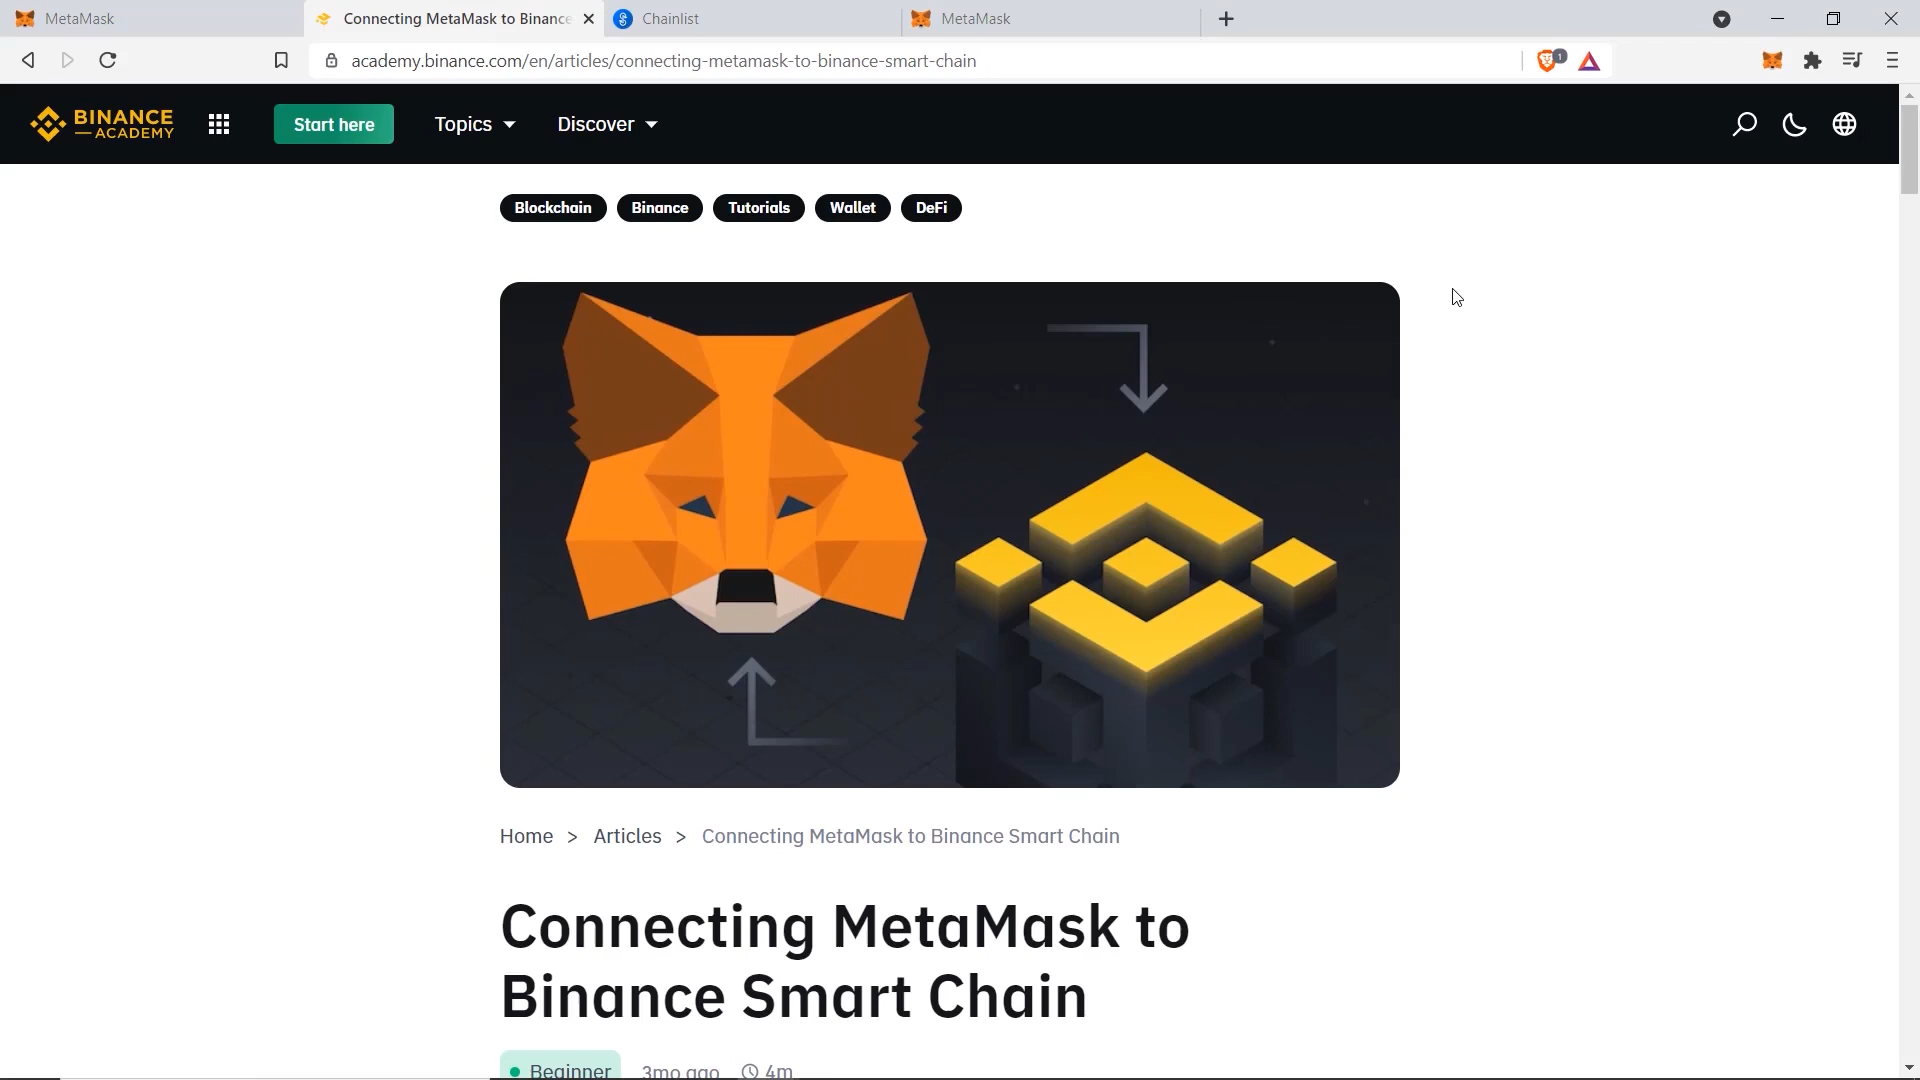 MetaMask
Connecting MetaMask to Binance
Chainlist
MetaMask
academy.binance.com/en/articles/connecting-metamask-to-binance-smart-chain
1
BINANCE
ACADEMY
Start here
Topics
Discover
Blockchain
Binance
Tutorials
Wallet
DeFi
Home > Articles > Connecting MetaMask to Binance Smart Chain
Connecting MetaMask to
Binance Smart Chain
Beginner
3mo ago
4m